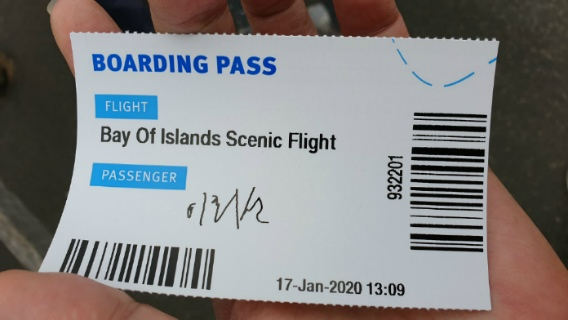 BOARDING PASS
FLIGHT
Bay Of Islands Scenic Flight
PASSENGER
932201
17-Jan-2020 13:09